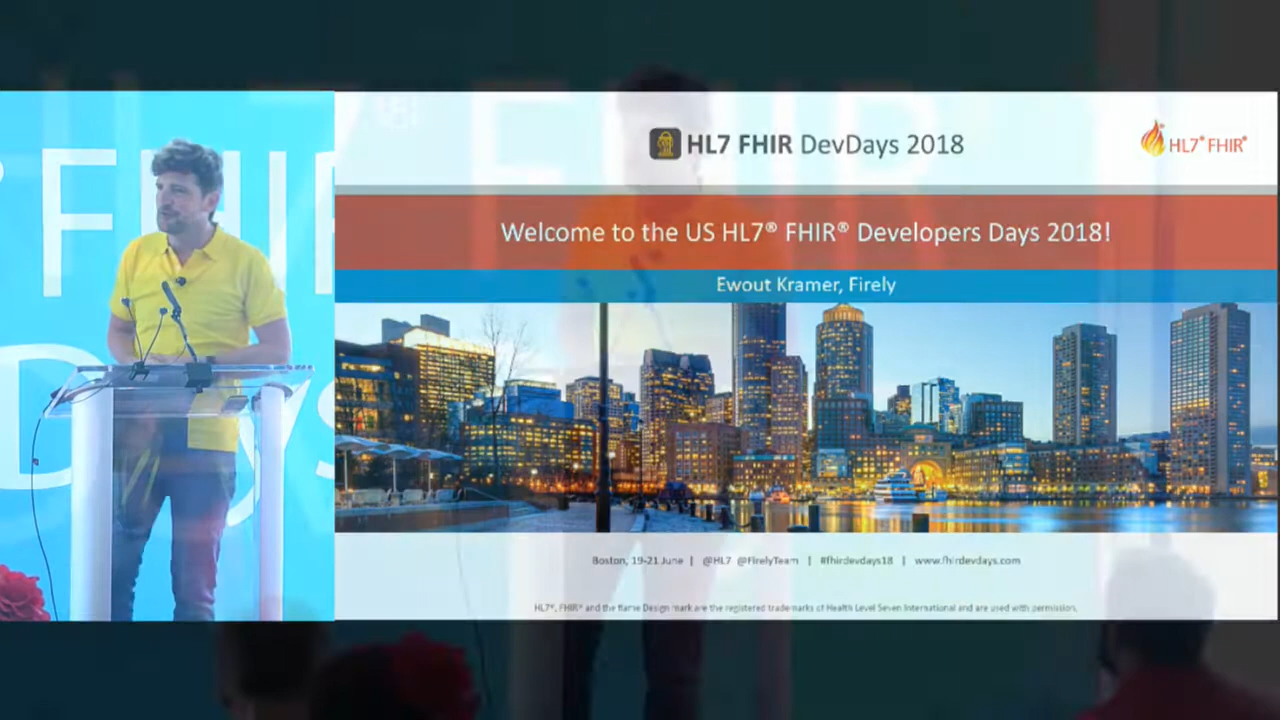 HL7 FHIR DevDays 2018
HL7® FHIR®
Welcome to the US HL7® FHIR® Developers Days 2018!
Ewout Kramer, Firely
Boston, 19-21 June | @HL7 @FirelyTeam | #fhirdevdays18 | www.fhirdevdays.com
HL7®, FHIR® and the flame Design mark are the registered trademarks of Health Level Seven International and are used with permission.
FHIR
Days